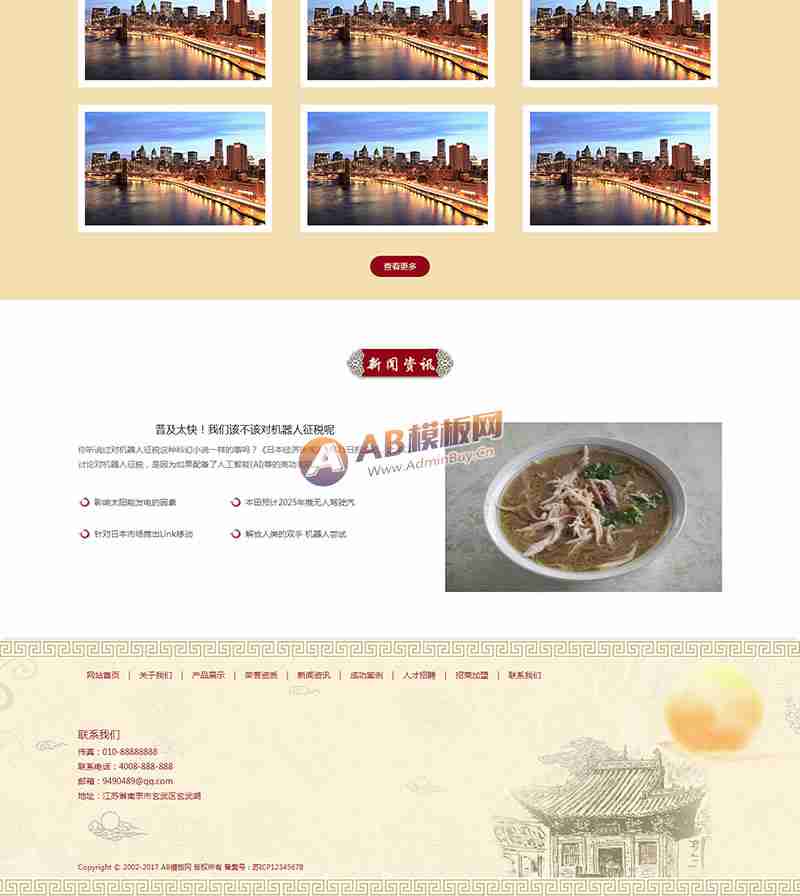 查看更多
新闻资讯
普及太快！我们该不该对机器人征税呢
你听说过对机器人征税这种科幻小说一样的事吗？《日本经济
讨论对机器人征税，是因为如果配备了人工智能(AI)等的高功
AB模板网
www.AdminBuy.Cn
影响太阳能发电的因素
本田预计2025年推无人驾驶汽
针对日本市场推出Link移动
解放人类的双手 机器人尝试
网站首页 | 关于我们 | 产品展示 | 荣誉资质 | 新闻资讯 | 成功案例 | 人才招聘 | 招商加盟 | 联系我们
联系我们
传真：010-88888888
联系电话：4008-888-888
邮箱：9490489@qq.com
地址：江苏省南京市玄武区玄武湖
Copyright © 2002-2017 AB模板网 版权所有 备案号：苏ICP12345678